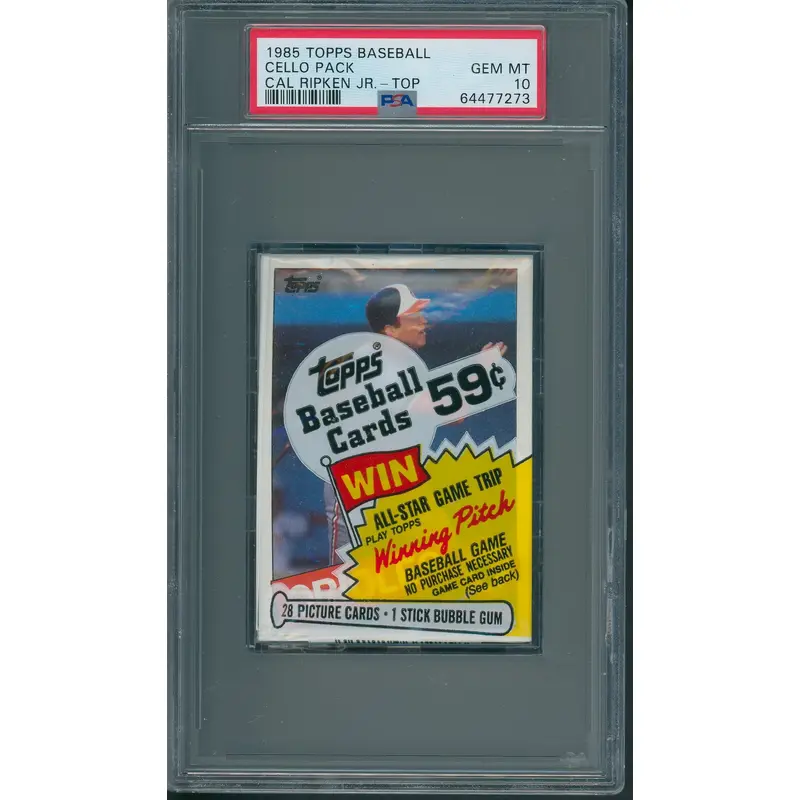 1985 TOPPS BASEBALL
CELLO PACK
CAL RIPKEN JR.-TOP
GEM MT
10
64477273
PSA
Topps®
Topps®
Baseball
Cards
59¢
WIN
ALL-STAR GAME TRIP
PLAY TOPPS
Winning Pitch
BASEBALL GAME
NO PURCHASE NECESSARY
GAME CARD INSIDE
(See back)
28 PICTURE CARDS • 1 STICK BUBBLE GUM